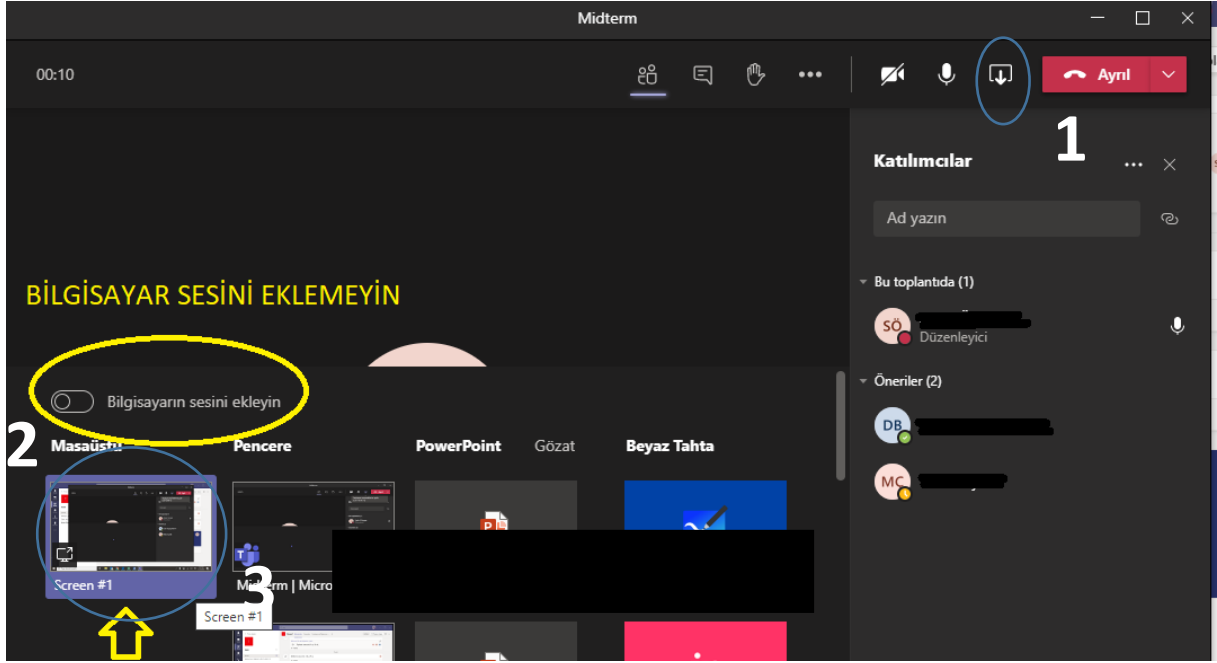 Midterm
00:10
Ayrıl
1
Katılımcılar
Ad yazın
BİLGİSAYAR SESİNİ EKLEMEYİN
Bu toplantıda (1)
SÖ
Düzenleyici
Öneriler (2)
DB
MC
Bilgisayarın sesini ekleyin
2
Masaüstü
Pencere
PowerPoint
Gözat
Beyaz Tahta
Screen #1
Midterm | Micro
3
Screen #1